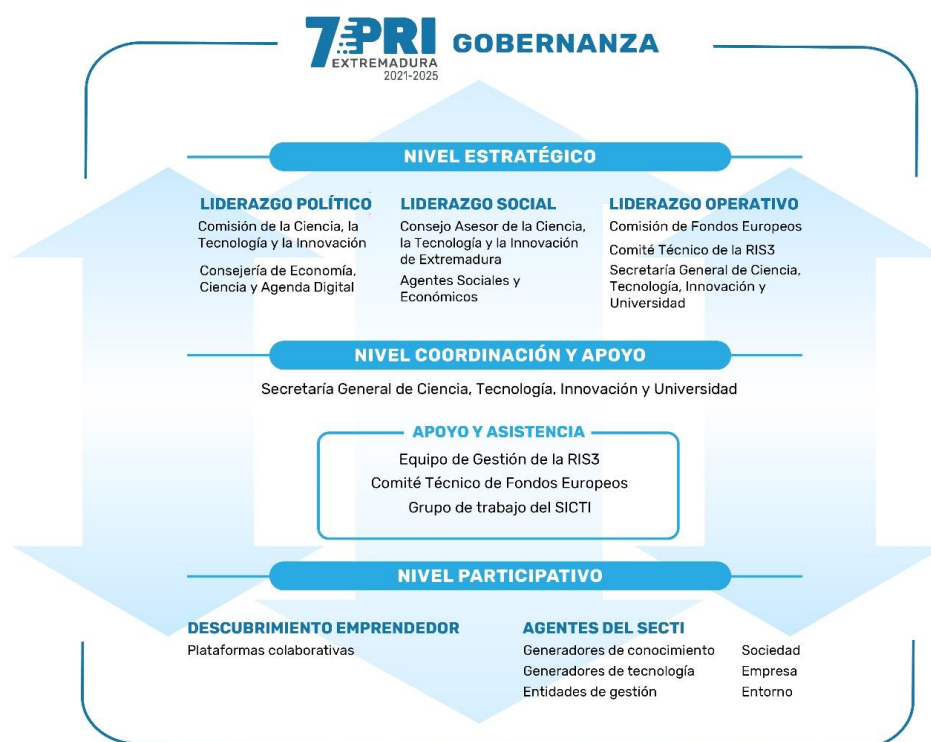 7PRI GOBERNANZA
EXTREMADURA
2021-2025
NIVEL ESTRATÉGICO
LIDERAZGO POLÍTICO
Comisión de la Ciencia, la
Tecnología y la Innovación
Consejería de Economía,
Ciencia y Agenda Digital
LIDERAZGO SOCIAL
Consejo Asesor de la Ciencia,
la Tecnología y la Innovación
de Extremadura
Agentes Sociales y
Económicos
LIDERAZGO OPERATIVO
Comisión de Fondos Europeos
Comité Técnico de la RIS3
Secretaría General de Ciencia,
Tecnología, Innovación y
Universidad
NIVEL COORDINACIÓN Y APOYO
Secretaría General de Ciencia, Tecnología, Innovación y Universidad
APOYO Y ASISTENCIA
Equipo de Gestión de la RIS3
Comité Técnico de Fondos Europeos
Grupo de trabajo del SICTI
NIVEL PARTICIPATIVO
DESCUBRIMIENTO EMPRENDEDOR
Plataformas colaborativas
AGENTES DEL SECTI
Generadores de conocimiento
Generadores de tecnología
Entidades de gestión
Sociedad
Empresa
Entorno